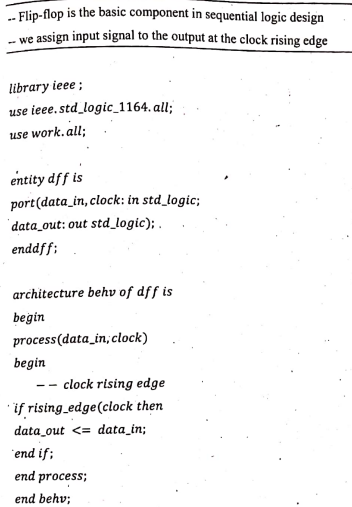 -- Flip-flop is the basic component in sequential logic design
-- we assign input signal to the output at the clock rising edge
library ieee ;
use ieee.std_logic_1164.all;
use work.all;
entity dff is
port(data_in,clock: in std_logic;
data_out: out std_logic);
enddff;
architecture behv of dff is
begin
process(data_in,clock)
begin
-- clock rising edge
if rising_edge(clock then
data_out <= data_in;
end if;
end process;
end behv;